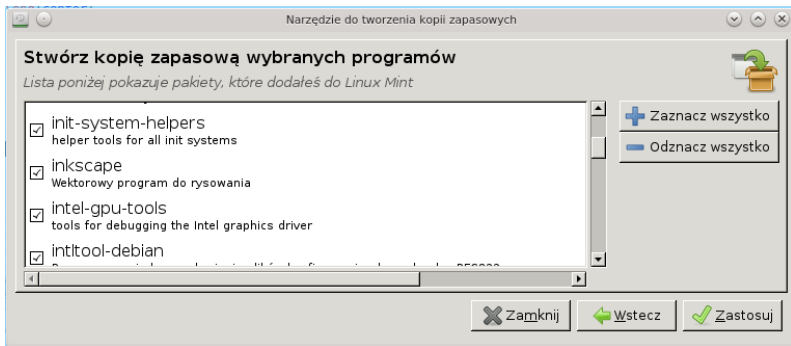 Narzędzie do tworzenia kopii zapasowych
Stwórz kopię zapasową wybranych programów
Lista poniżej pokazuje pakiety, które dodałeś do Linux Mint
init-system-helpers
helper tools for all init systems
inkscape
Wektorowy program do rysowania
intel-gpu-tools
tools for debugging the Intel graphics driver
intltool-debian
Zaznacz wszystko
Odznacz wszystko
Zamknij
Wstecz
Zastosuj